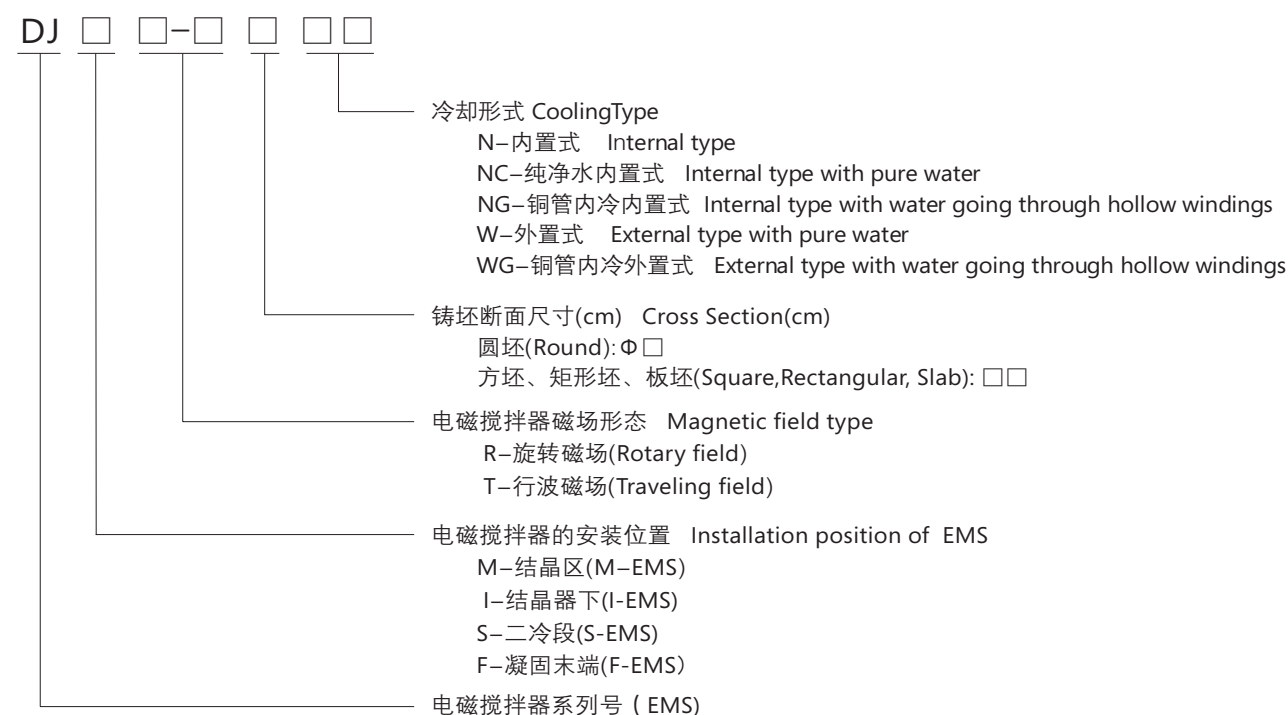 DJ □ □–□ □ □□
冷却形式 CoolingType
N–内置式 Internal type
NC–纯净水内置式 Internal type with pure water
NG–铜管内冷内置式 Internal type with water going through hollow windings
W–外置式 External type with pure water
WG–铜管内冷外置式 External type with water going through hollow windings
铸坯断面尺寸(cm) Cross Section(cm)
圆坯(Round):Φ□
方坯、矩形坯、板坯(Square,Rectangular, Slab): □□
电磁搅拌器磁场形态 Magnetic field type
R–旋转磁场(Rotary field)
T–行波磁场(Traveling field)
电磁搅拌器的安装位置 Installation position of EMS
M–结晶区(M–EMS)
I–结晶器下(I-EMS)
S–二冷段(S-EMS)
F–凝固末端(F-EMS）
电磁搅拌器系列号（EMS)